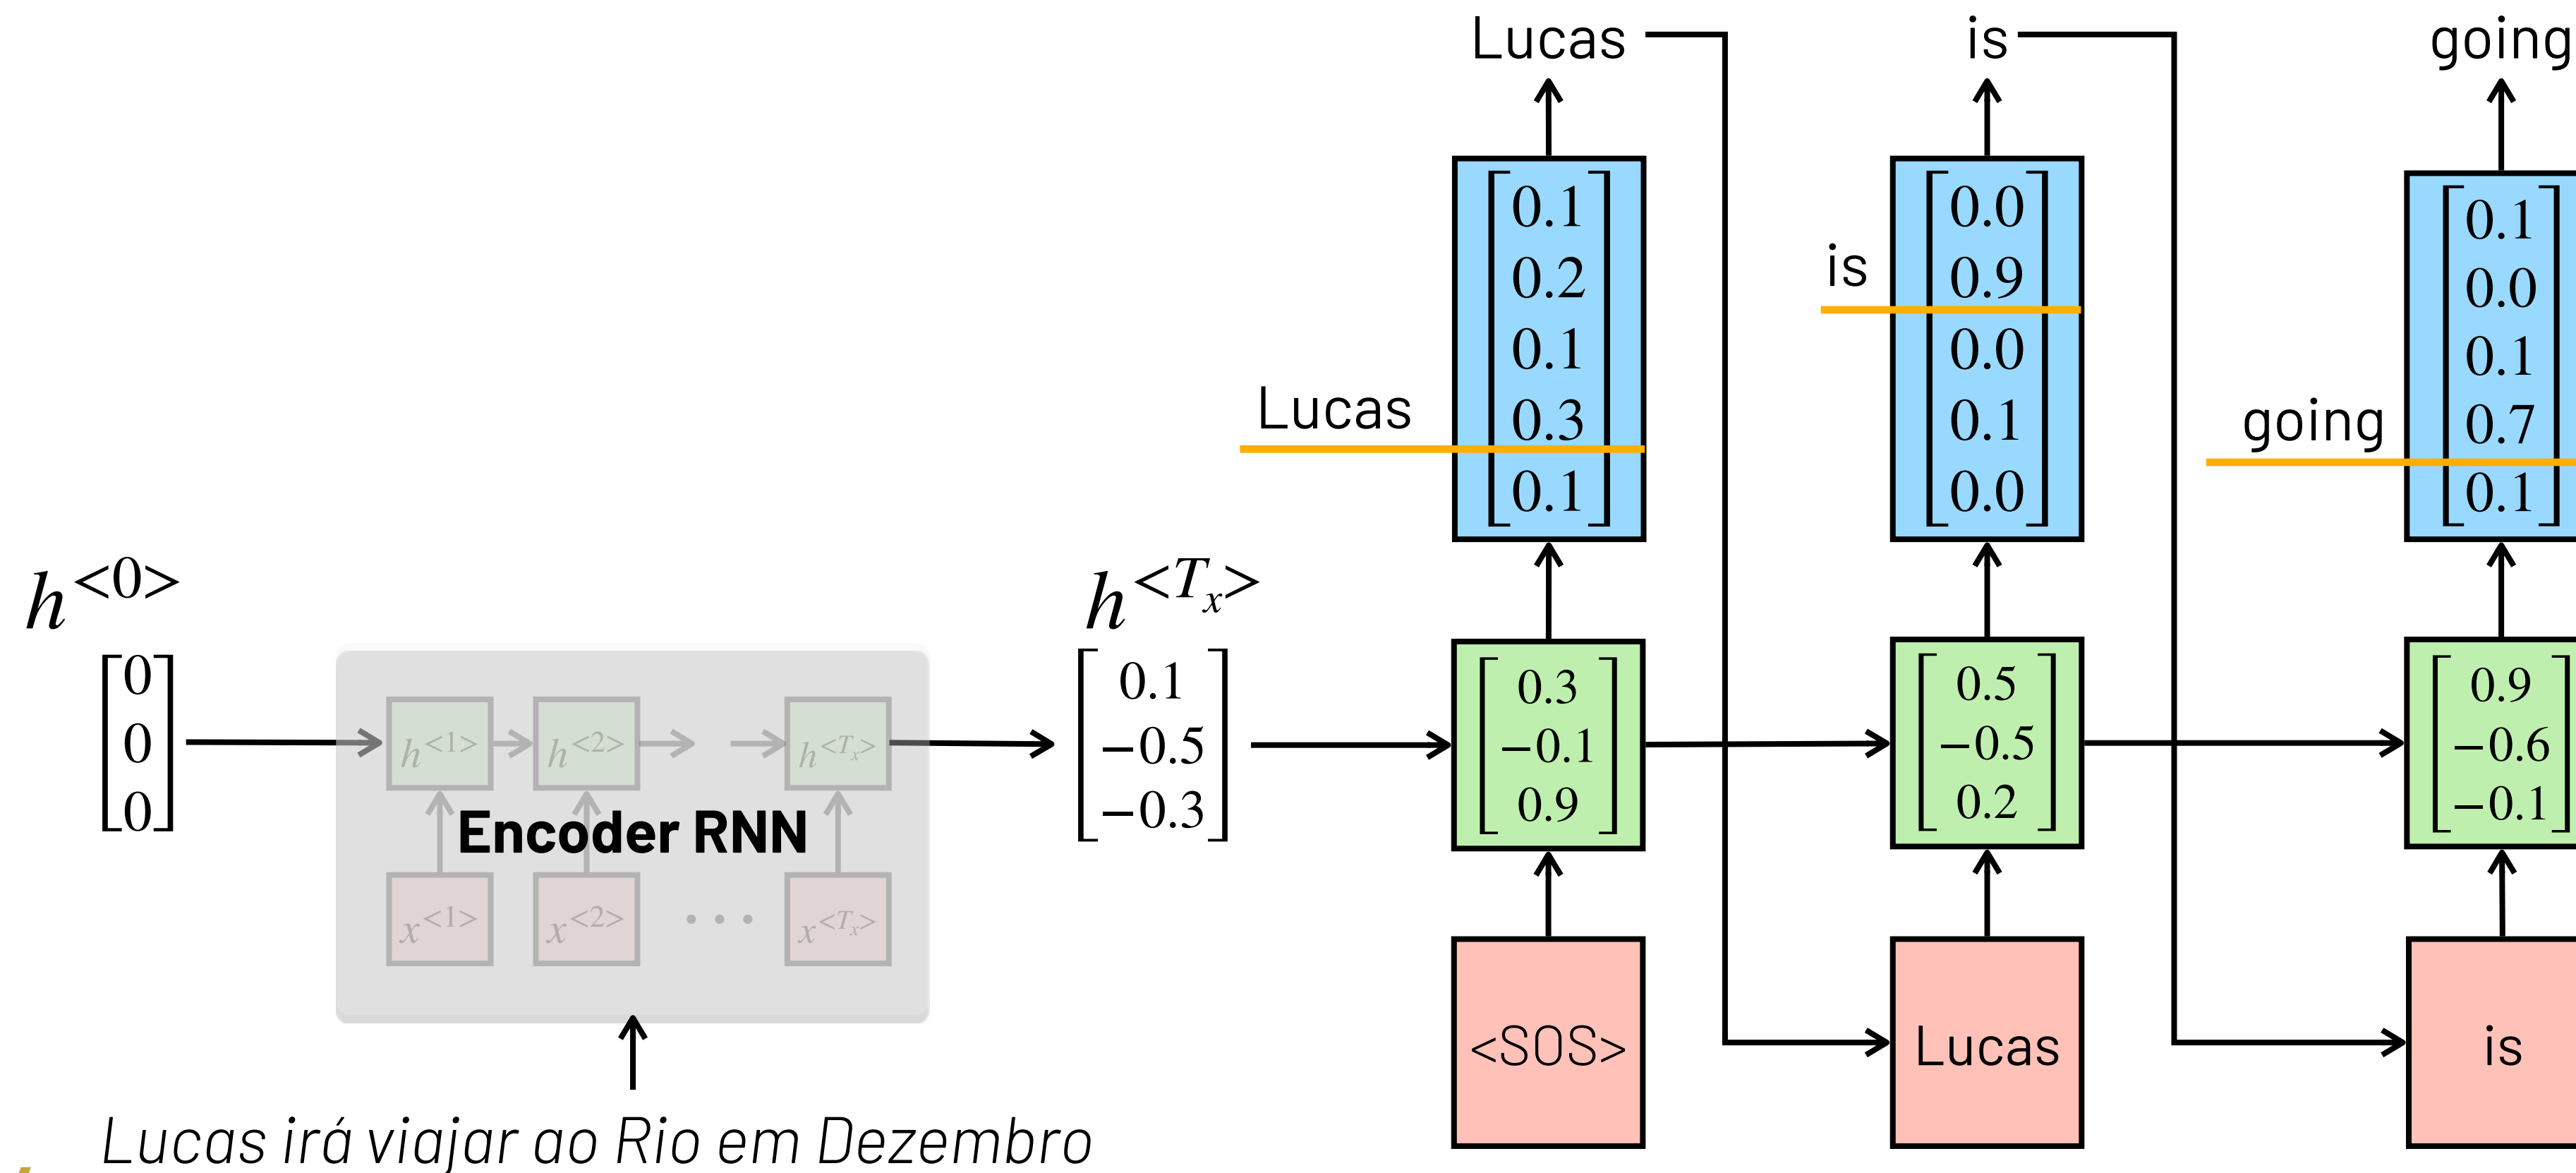 Lucas
is
going
0.1
0.2
0.1
0.3
0.1
Lucas
0.0
0.9
0.0
0.1
0.0
is
0.1
0.0
0.1
0.7
0.1
going
h<0>
0
0
0
h<1>
h<2>
h<Tx>
Encoder RNN
x<1>
x<2>
...
x<Tx>
Lucas irá viajar ao Rio em Dezembro
h<Tx>
0.1
−0.5
−0.3
0.3
−0.1
0.9
0.5
−0.5
0.2
0.9
−0.6
−0.1
<SOS>
Lucas
is